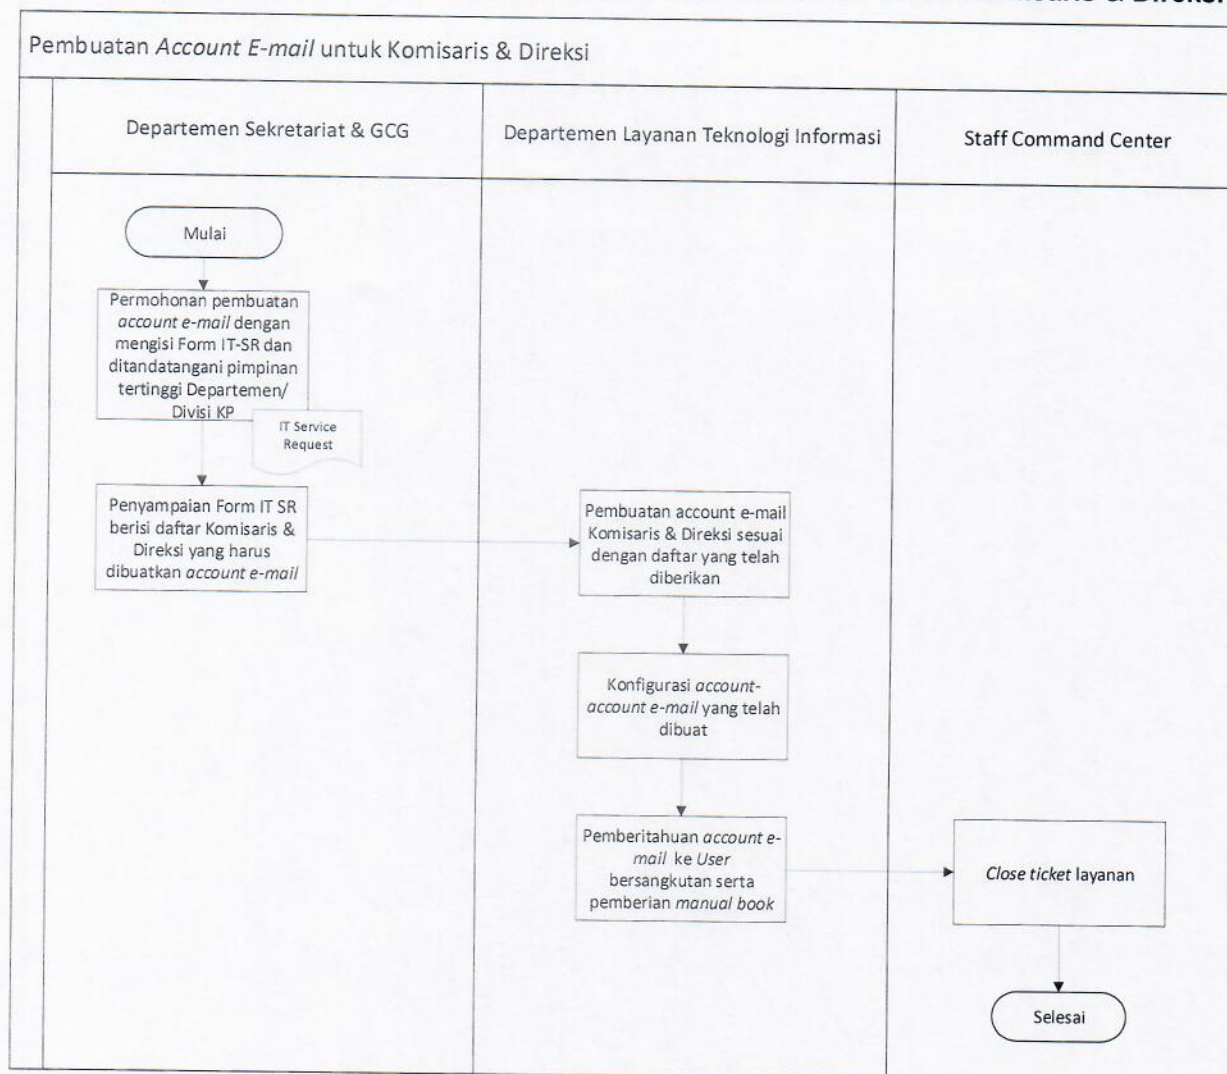 Komisaris & Direksi
Pembuatan Account E-mail untuk Komisaris & Direksi
Departemen Sekretariat & GCG
Departemen Layanan Teknologi Informasi
Staff Command Center
Mulai
Permohonan pembuatan
account e-mail dengan
mengisi Form IT-SR dan
ditandatangani pimpinan
tertinggi Departemen/
Divisi KP
IT Service
Request
Penyampaian Form IT SR
berisi daftar Komisaris &
Direksi yang harus
dibuatkan account e-mail
Pembuatan account e-mail
Komisaris & Direksi sesuai
dengan daftar yang telah
diberikan
Konfigurasi account-
account e-mail yang telah
dibuat
Pemberitahuan account e-
mail ke User
bersangkutan serta
pemberian manual book
Close ticket layanan
Selesai